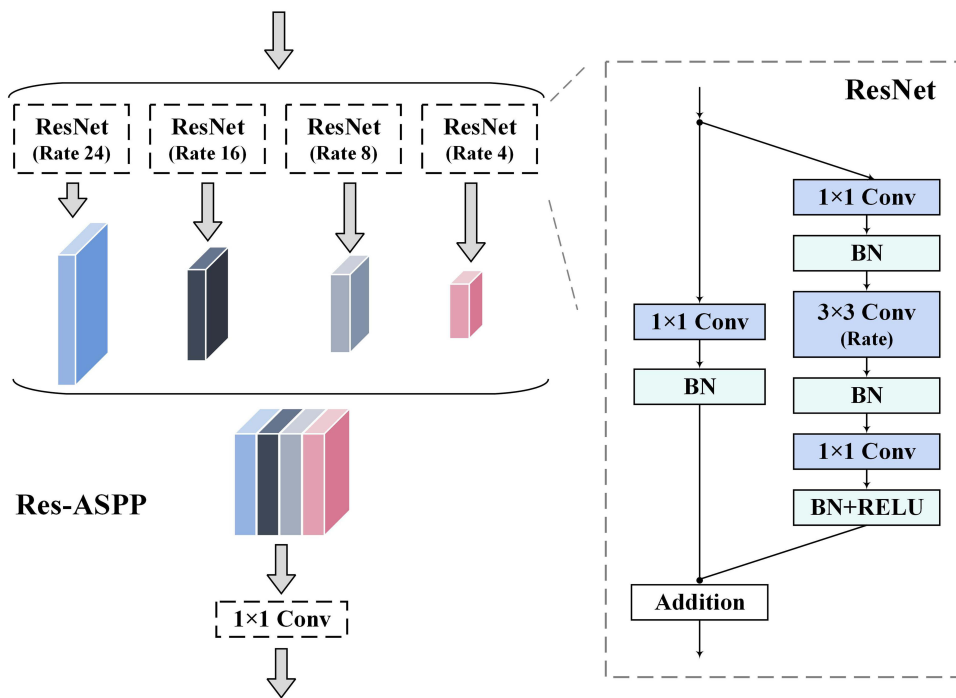 ResNet
(Rate 24)
ResNet
(Rate 16)
ResNet
(Rate 8)
ResNet
(Rate 4)
Res-ASPP
1×1 Conv
ResNet
1×1 Conv
BN
1×1 Conv
BN
3×3 Conv
(Rate)
BN
1×1 Conv
BN+RELU
Addition